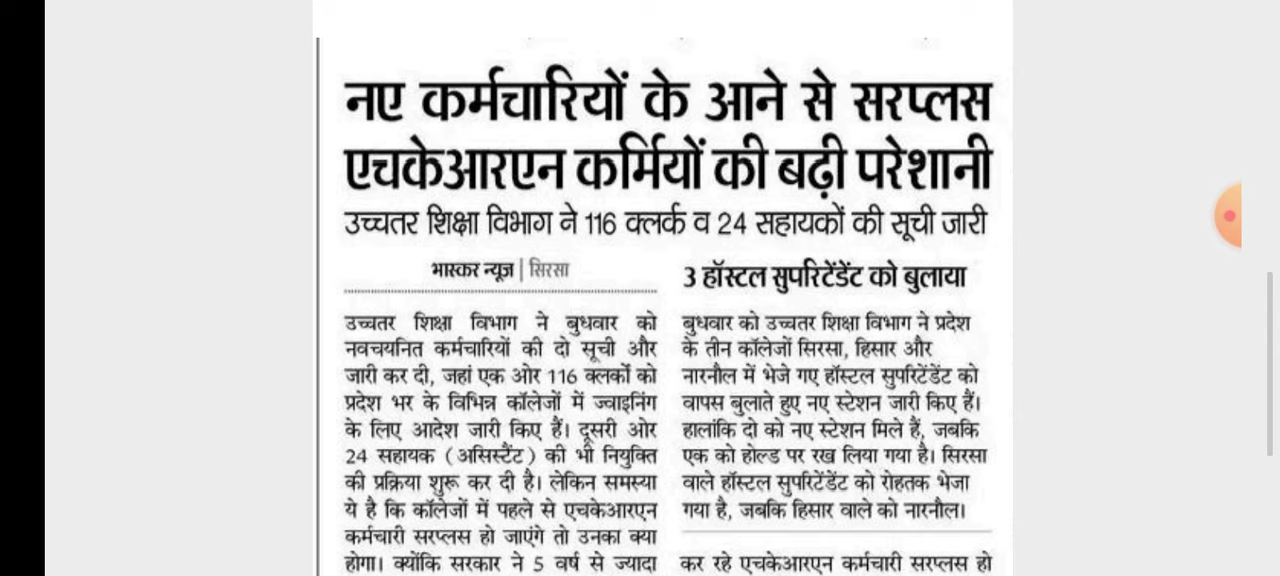 नए कर्मचारियों के आने से सरप्लस
एचकेआरएन कर्मियों की बढ़ी परेशानी
उच्चतर शिक्षा विभाग ने 116 क्लर्क व 24 सहायकों की सूची जारी
भास्कर न्यूज | सिरसा
उच्चतर शिक्षा विभाग ने बुधवार को
नवचयनित कर्मचारियों की दो सूची और
जारी कर दी, जहां एक ओर 116 क्लर्कों को
प्रदेश भर के विभिन्न कॉलेजों में ज्वाइनिंग
के लिए आदेश जारी किए हैं। दूसरी ओर
24 सहायक (असिस्टैंट) की भी नियुक्ति
की प्रक्रिया शुरू कर दी है। लेकिन समस्या
ये है कि कॉलेजों में पहले से एचकेआरएन
कर्मचारी सरप्लस हो जाएंगे तो उनका क्या
होगा। क्योंकि सरकार ने 5 वर्ष से ज्यादा
3 हॉस्टल सुपरिटेंडेंट को बुलाया
बुधवार को उच्चतर शिक्षा विभाग ने प्रदेश
के तीन कॉलेजों सिरसा, हिसार और
नारनौल में भेजे गए हॉस्टल सुपरिटेंडेंट को
वापस बुलाते हुए नए स्टेशन जारी किए हैं।
हालांकि दो को नए स्टेशन मिले हैं, जबकि
एक को होल्ड पर रख लिया गया है। सिरसा
वाले हॉस्टल सुपरिटेंडेंट को रोहतक भेजा
गया है, जबकि हिसार वाले को नारनौल।
कर रहे एचकेआरएन कर्मचारी सरप्लस हो